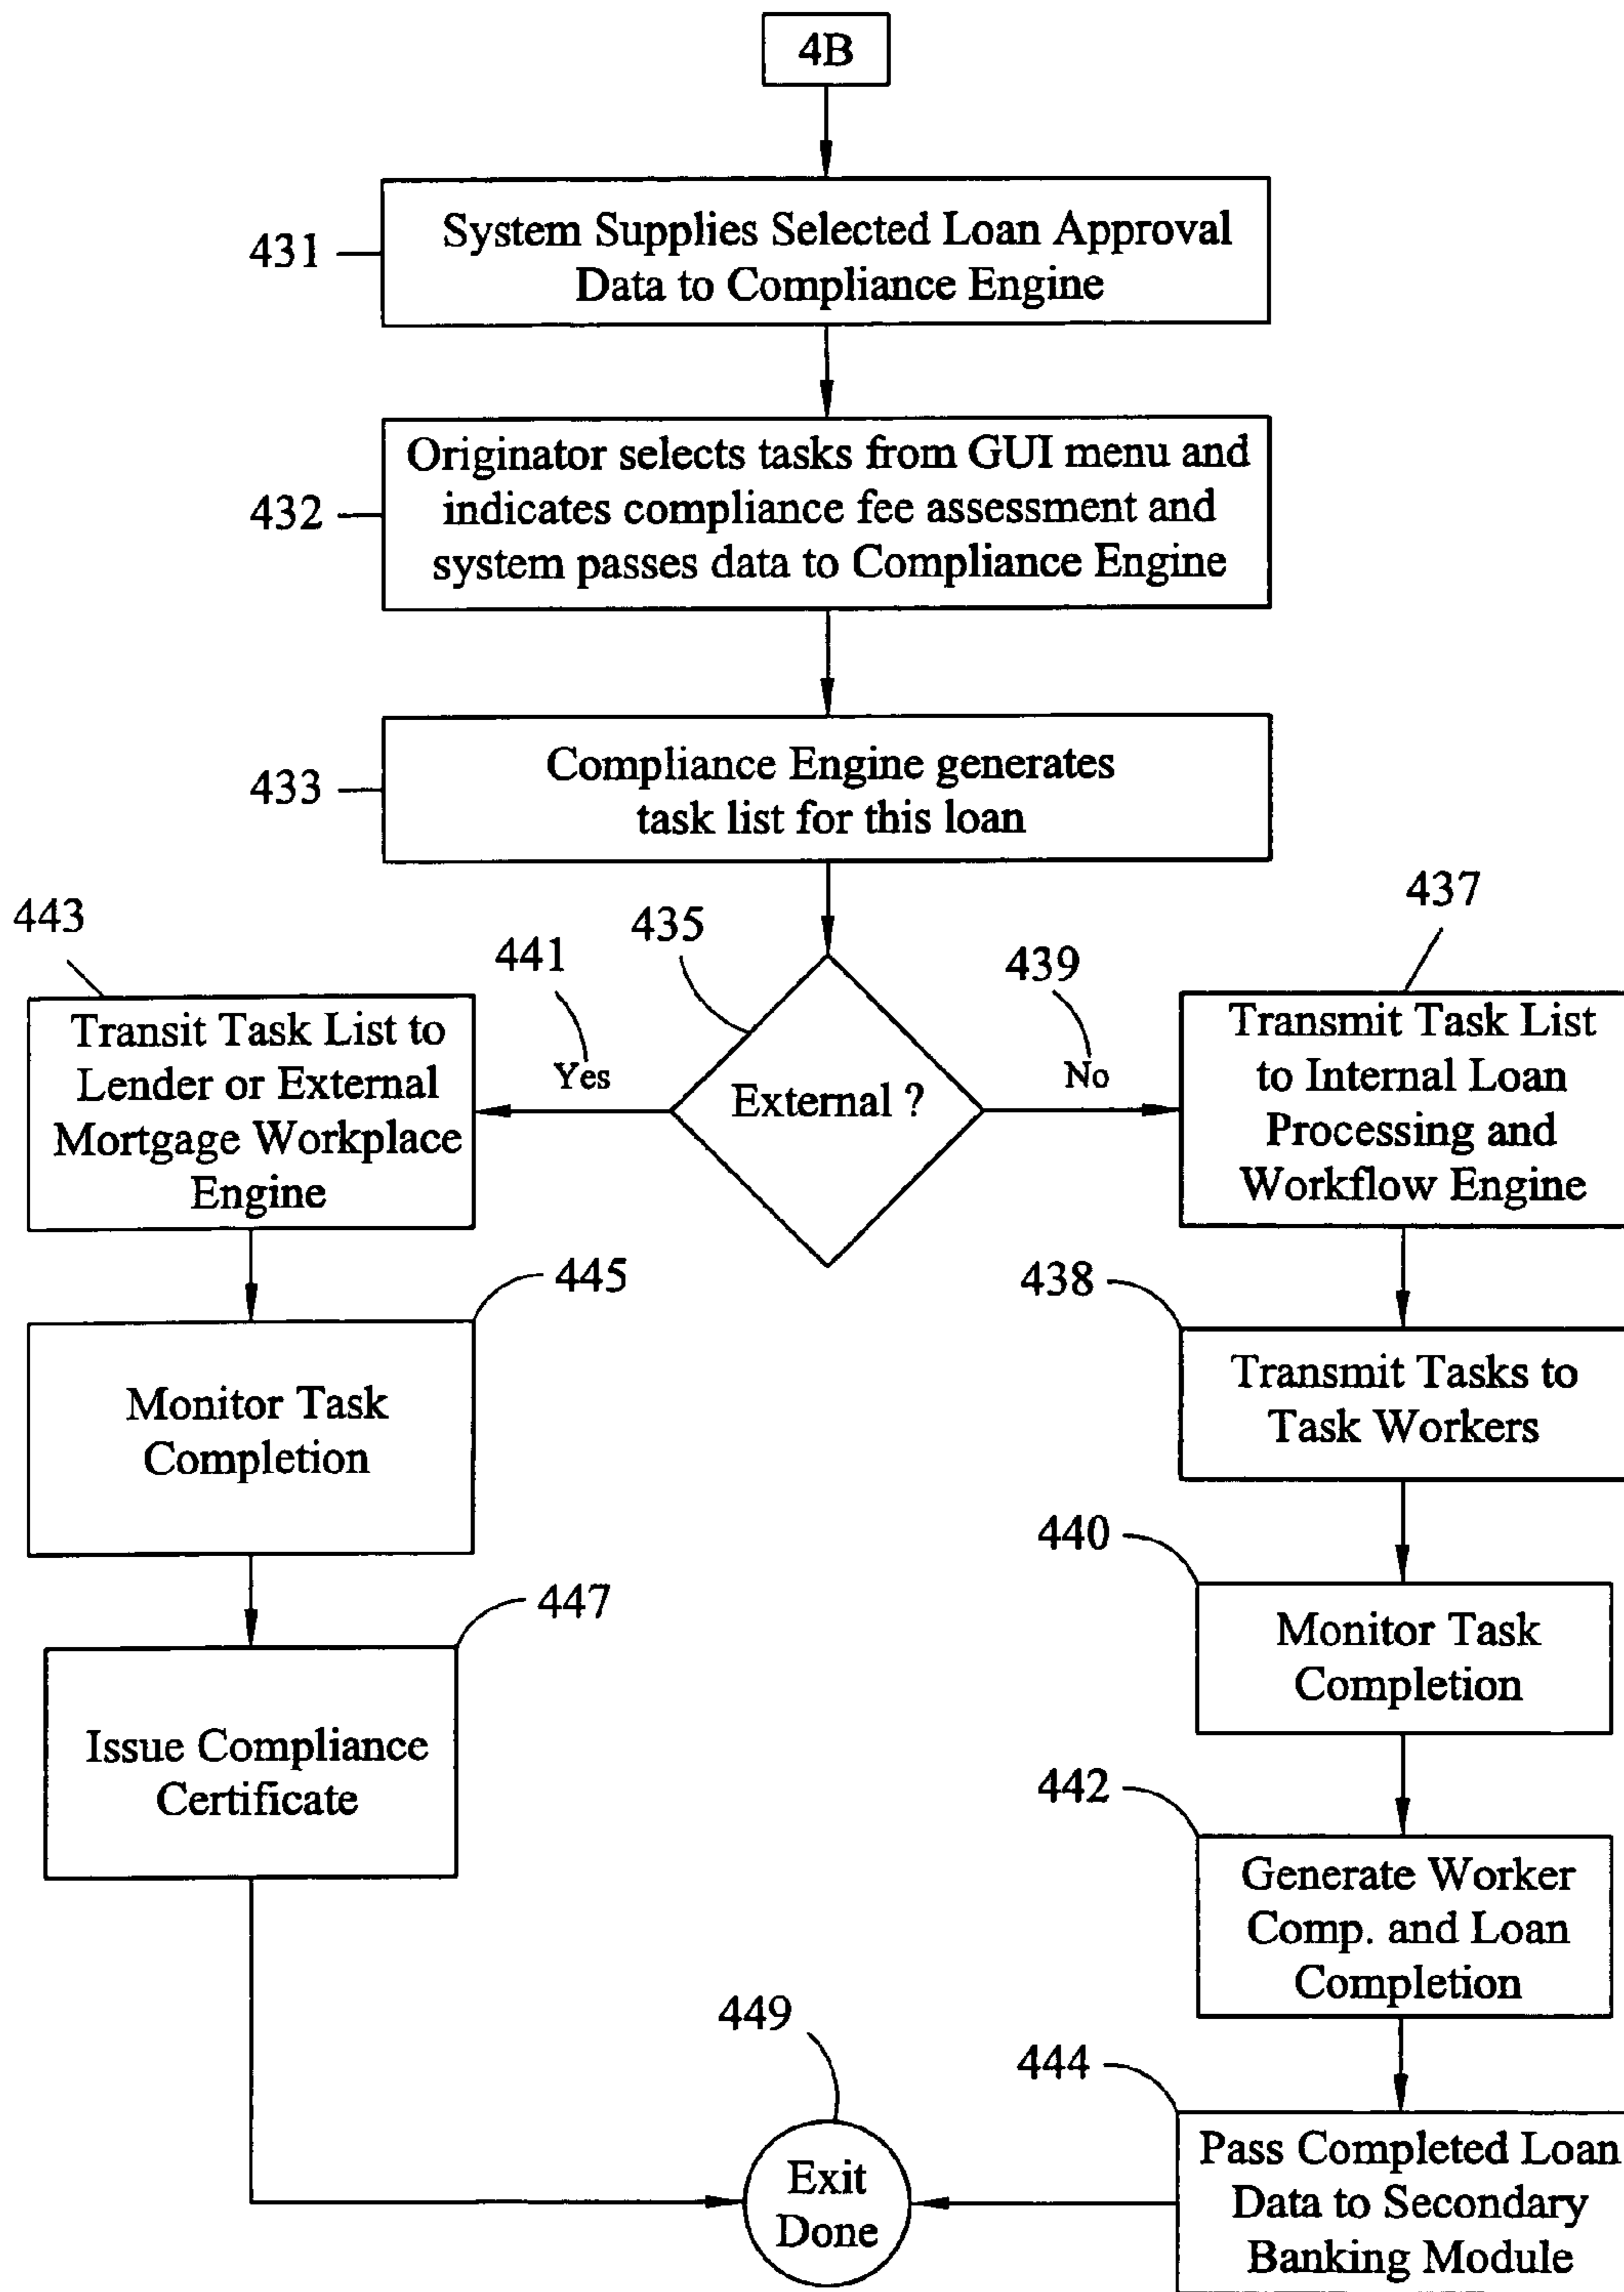 4B
431
System Supplies Selected Loan Approval
Data to Compliance Engine
432
Originator selects tasks from GUI menu and
indicates compliance fee assessment and
system passes data to Compliance Engine
433
Compliance Engine generates
task list for this loan
443
441
435
439
437
Transit Task List to
Lender or External
Mortgage Workplace
Engine
Yes
External ?
No
Transmit Task List
to Internal Loan
Processing and
Workflow Engine
445
Monitor Task
Completion
438
Transmit Tasks to
Task Workers
447
Issue Compliance
Certificate
440
Monitor Task
Completion
442
Generate Worker
Comp. and Loan
Completion
449
Exit
Done
444
Pass Completed Loan
Data to Secondary
Banking Module